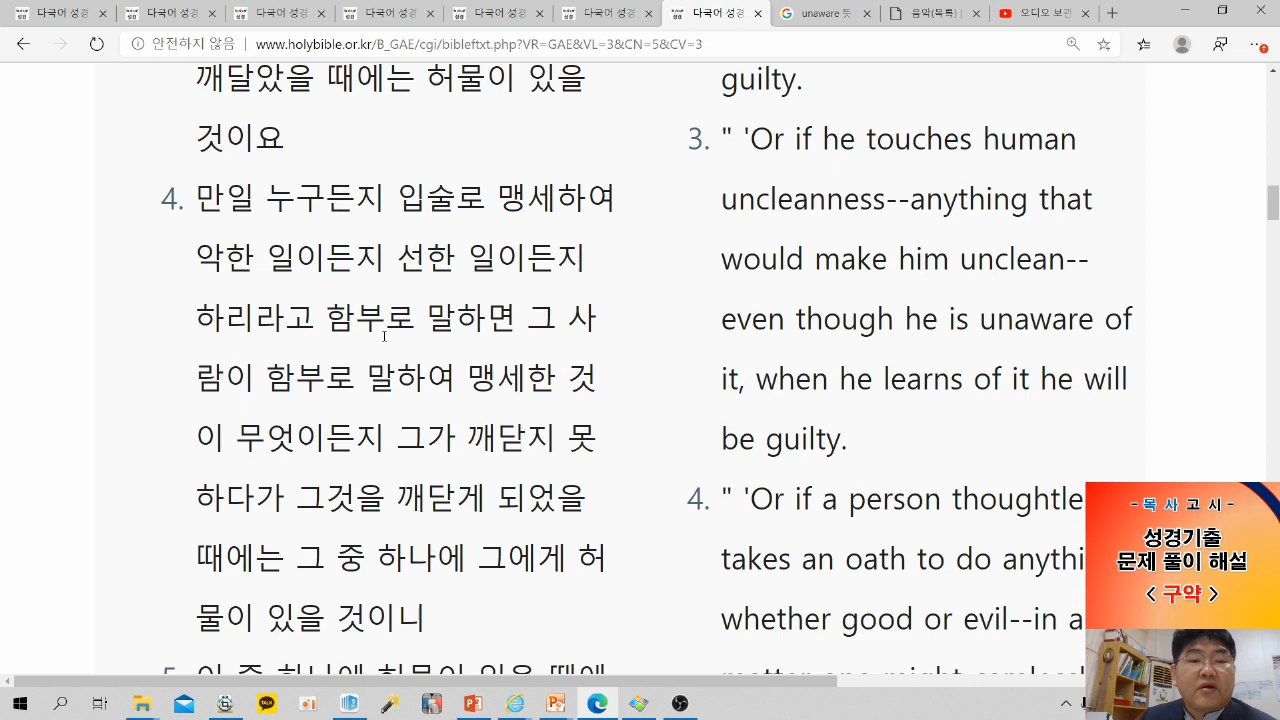 다국어 성경
다국어 성경
다국어 성경
다국어 성경
다국어 성경
다국어 성경
다국어 성경
unaware 뜻
음악(목록)
오디오 보관
안전하지 않음
www.holybible.or.kr/B_GAE/cgi/bibleftxt.php?VR=GAE&VL=3&CN=5&CV=3
깨달았을 때에는 허물이 있을
것이요
4. 만일 누구든지 입술로 맹세하여
악한 일이든지 선한 일이든지
하리라고 함부로 말하면 그 사
람이 함부로 말하여 맹세한 것
이 무엇이든지 그가 깨닫지 못
하다가 그것을 깨닫게 되었을
때에는 그 중 하나에 그에게 허
물이 있을 것이니
guilty.
3. " 'Or if he touches human
uncleanness--anything that
would make him unclean--
even though he is unaware of
it, when he learns of it he will
be guilty.
4. " 'Or if a person thoughtle
takes an oath to do anythi
whether good or evil--in a
- 목 사 고 시 -
성경기출
문제 풀이 해설
< 구약 >
TALK